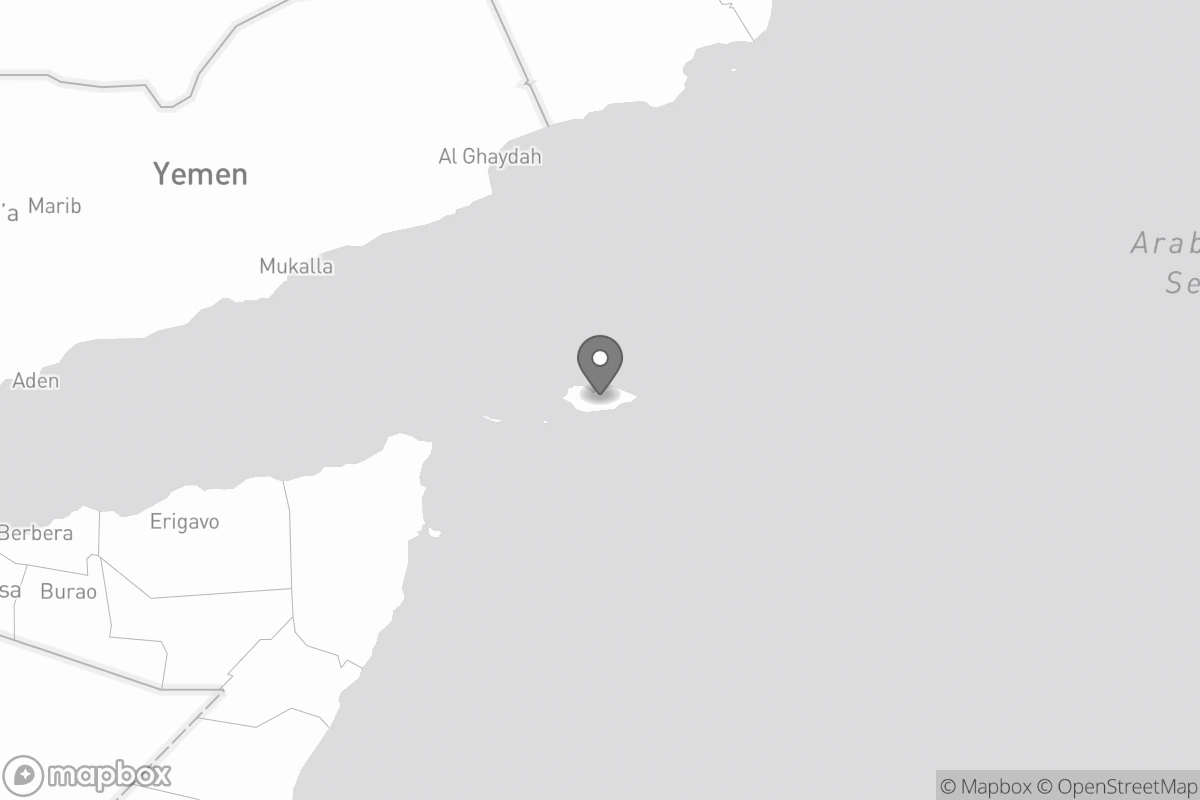 Al Ghaydah
Yemen
’a Marib
Arab
Se
Mukalla
Aden
Erigavo
Berbera
sa Burao
mapbox
© Mapbox © OpenStreetMap